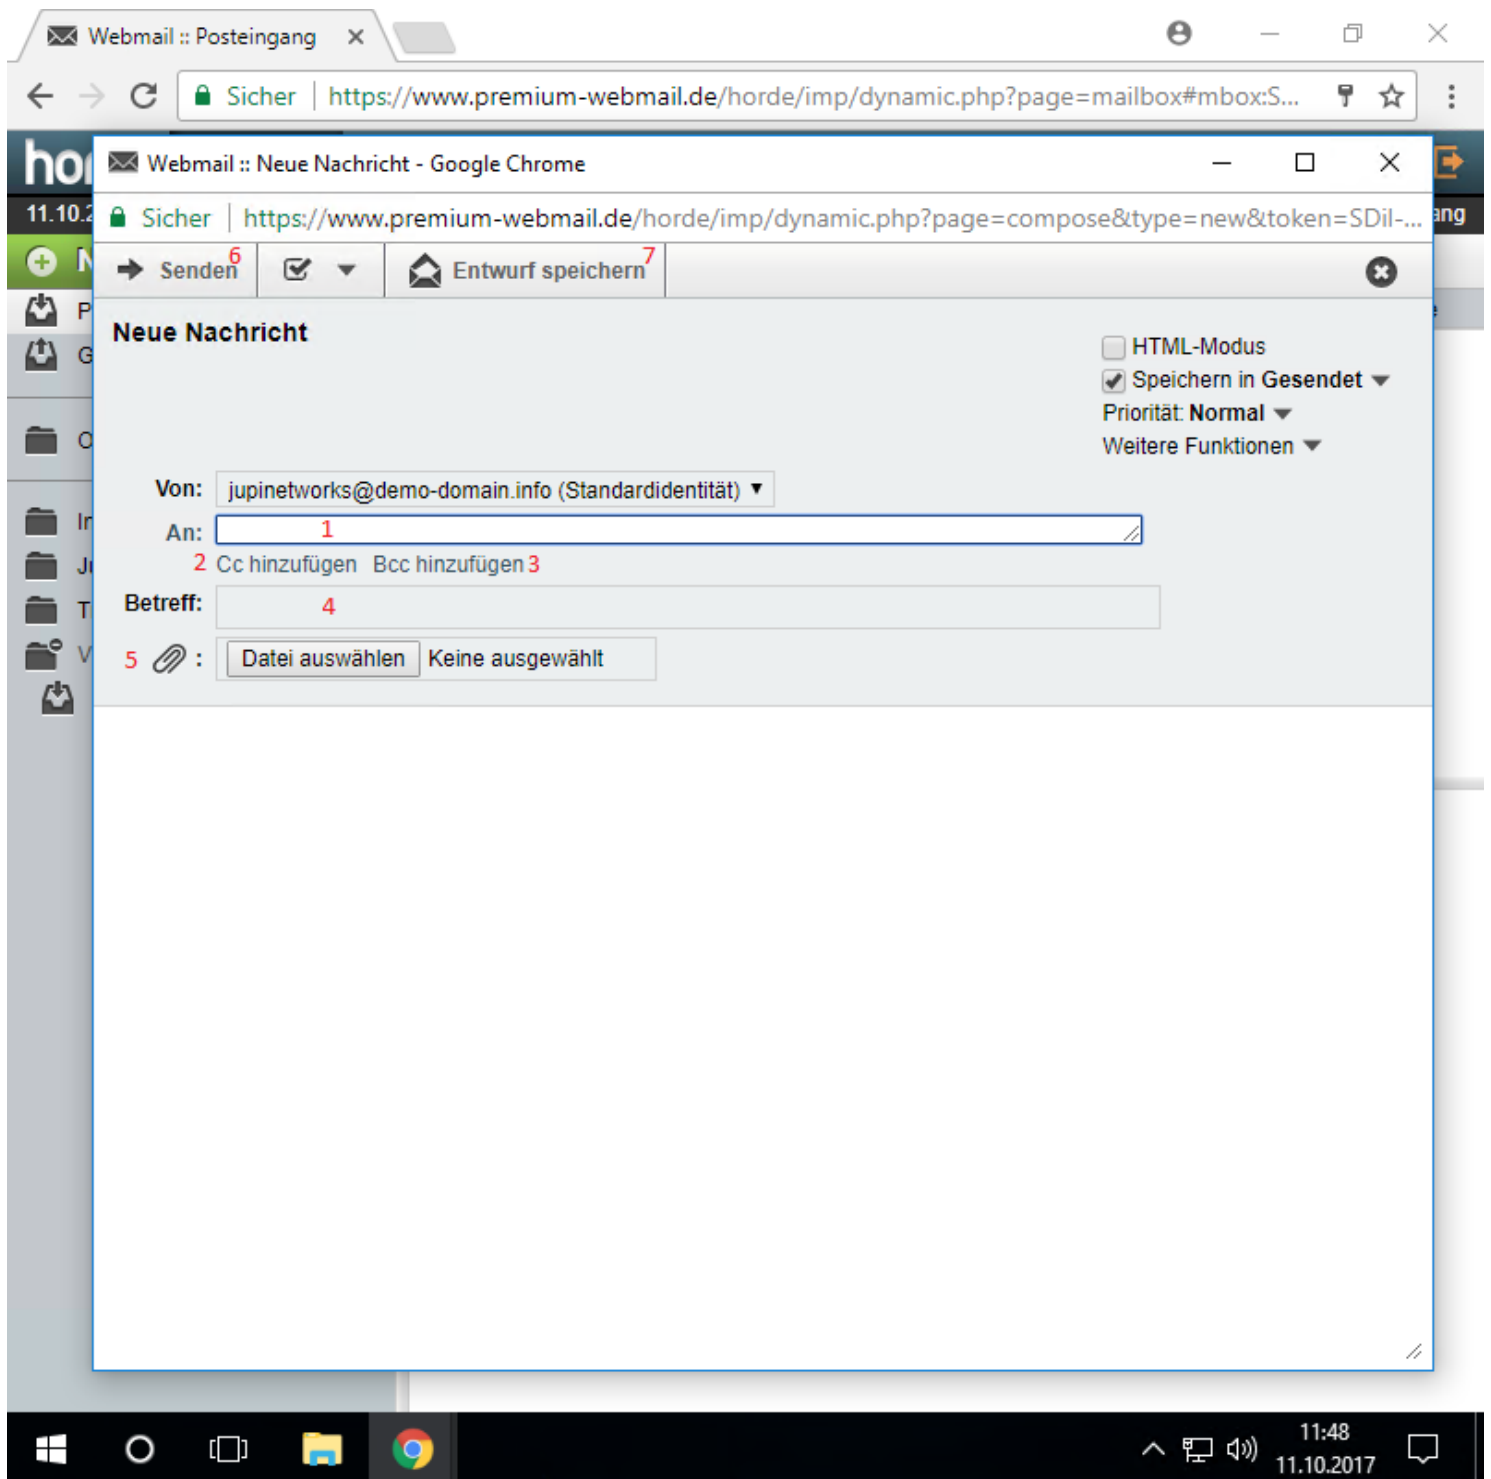 Webmail :: Posteingang
Sicher https://www.premium-webmail.de/horde/imp/dynamic.php?page=mailbox#mbox:S...
Webmail :: Neue Nachricht - Google Chrome
Sicher https://www.premium-webmail.de/horde/imp/dynamic.php?page=compose&type=new&token=SDil-...
Senden 6 Entwurf speichern 7
Neue Nachricht
HTML-Modus
Speichern in Gesendet
Priorität: Normal
Weitere Funktionen
Von: jupinetworks@demo-domain.info (Standardidentität)
An: 1
2 Cc hinzufügen Bcc hinzufügen 3
Betreff: 4
5 : Datei auswählen Keine ausgewählt
11:48
11.10.2017